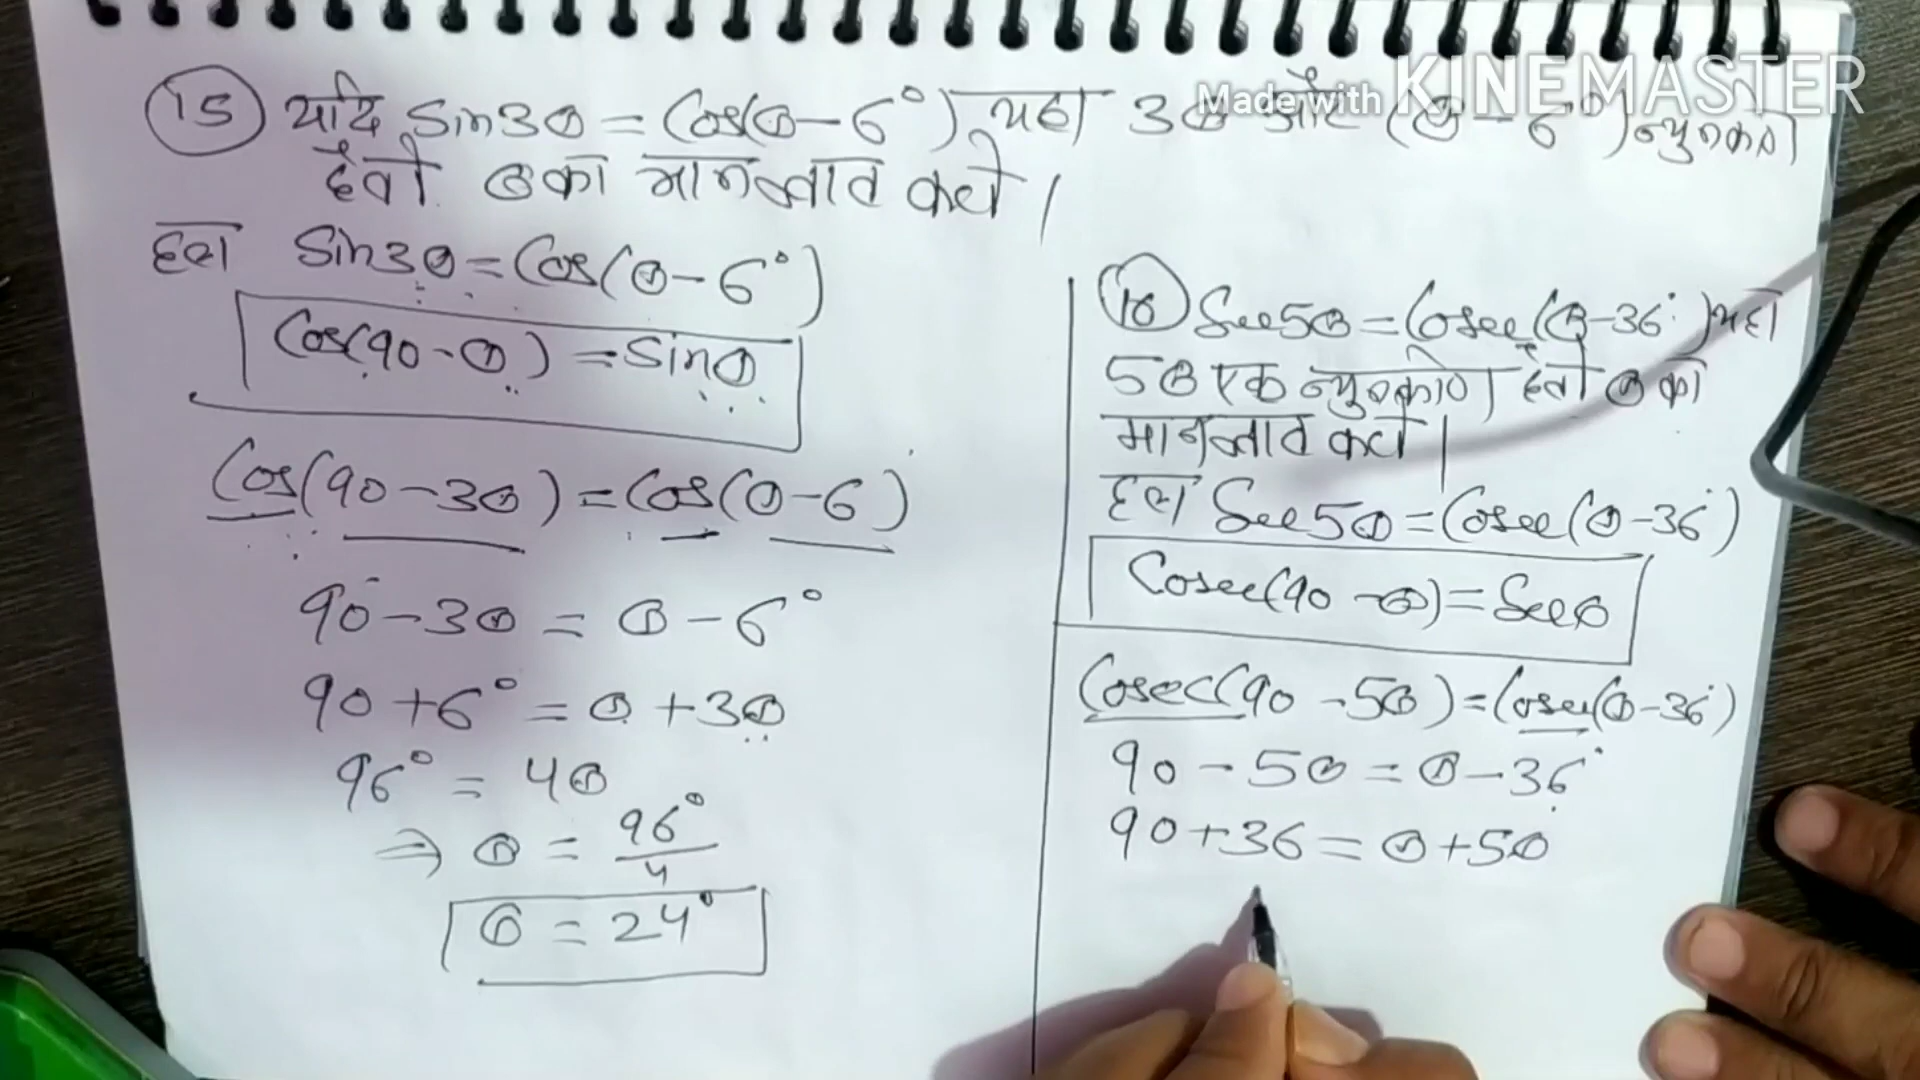 Made with KINEMASTER
15 यदि sin3θ = Cos(θ-6°) यहा 3θ और (θ-6°) न्युनकोण
है तो θ का मान ज्ञात करो।
हल Sin3θ = Cos(θ-6°)
Cos(90-θ) = Sinθ
Cos(90-3θ) = Cos(θ-6)
90-3θ = θ-6°
90+6° = θ+3θ
96° = 4θ
⇒ θ = 96°/4
θ = 24°
16 Sec5θ = Cosec(θ-36°) यहा
5θ एक न्युनकोण है तो θ का
मान ज्ञात करो।
हल Sec5θ = Cosec(θ-36°)
Cosec(90-θ) = Secθ
Cosec(90-5θ) = Cosec(θ-36°)
90-5θ = θ-36°
90+36 = θ+5θ